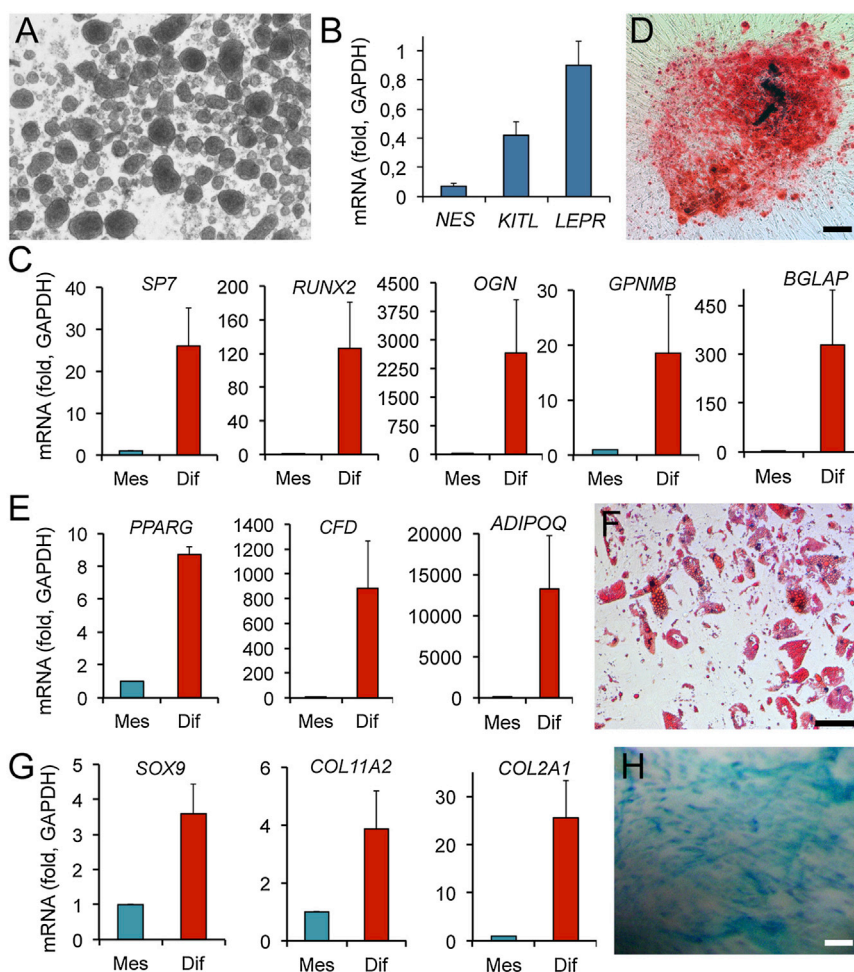 A
B
mRNA (fold, GAPDH)
1
0,8
0,6
0,4
0,2
0
NES KITL LEPR
D
C
mRNA (fold, GAPDH)
SP7
40
30
20
10
0
Mes Dif
RUNX2
200
160
120
80
40
0
Mes Dif
OGN
4500
3750
3000
2250
1500
750
0
Mes Dif
GPNMB
30
20
10
0
Mes Dif
BGLAP
450
300
150
0
Mes Dif
E
mRNA (fold, GAPDH)
PPARG
10
8
6
4
2
0
Mes Dif
CFD
1400
1200
1000
800
600
400
200
0
Mes Dif
ADIPOQ
20000
15000
10000
5000
0
Mes Dif
F
G
mRNA (fold, GAPDH)
SOX9
6
5
4
3
2
1
0
Mes Dif
COL11A2
6
4
2
0
Mes Dif
COL2A1
40
30
20
10
0
Mes Dif
H